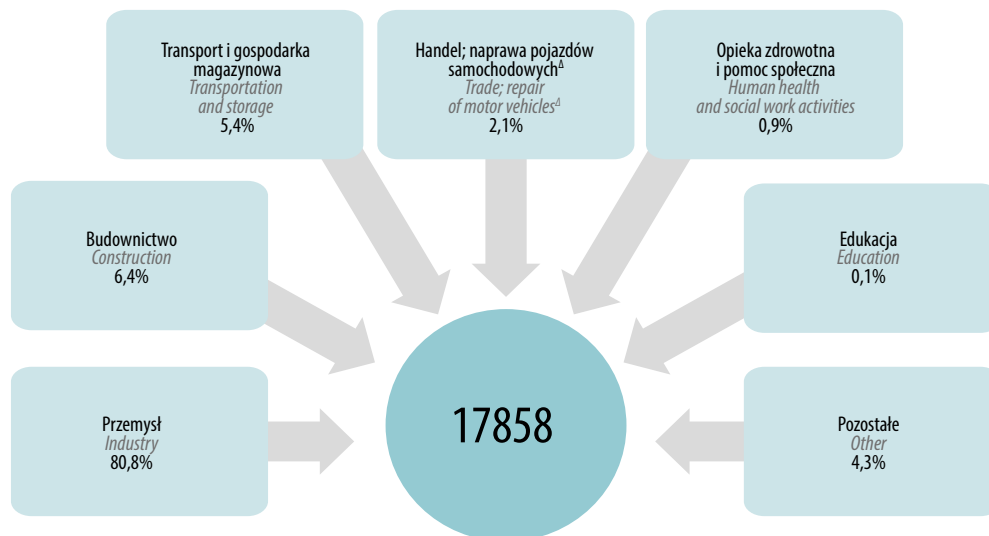 Transport i gospodarka
magazynowa
Transportation
and storage
5,4%
Handel; naprawa pojazdów
samochodowychΔ
Trade; repair
of motor vehiclesΔ
2,1%
Opieka zdrowotna
i pomoc społeczna
Human health
and social work activities
0,9%
Budownictwo
Construction
6,4%
Edukacja
Education
0,1%
Przemysł
Industry
80,8%
17858
Pozostałe
Other
4,3%